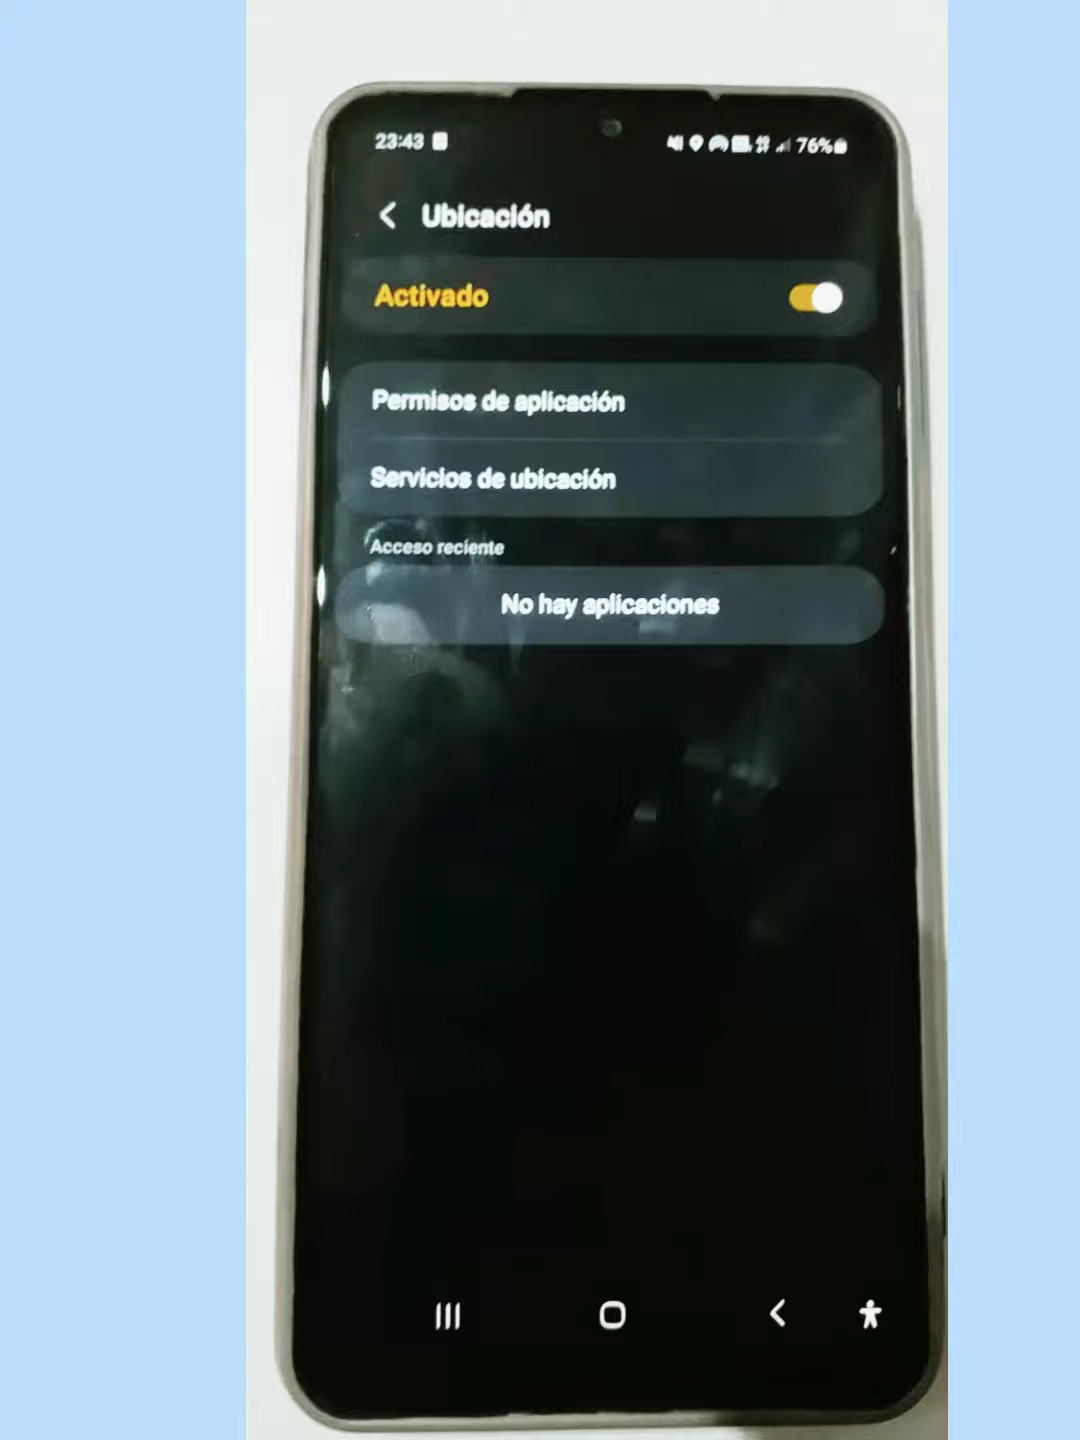 23:43 76%
Ubicación
Activado
Permisos de aplicación
Servicios de ubicación
Acceso reciente
No hay aplicaciones